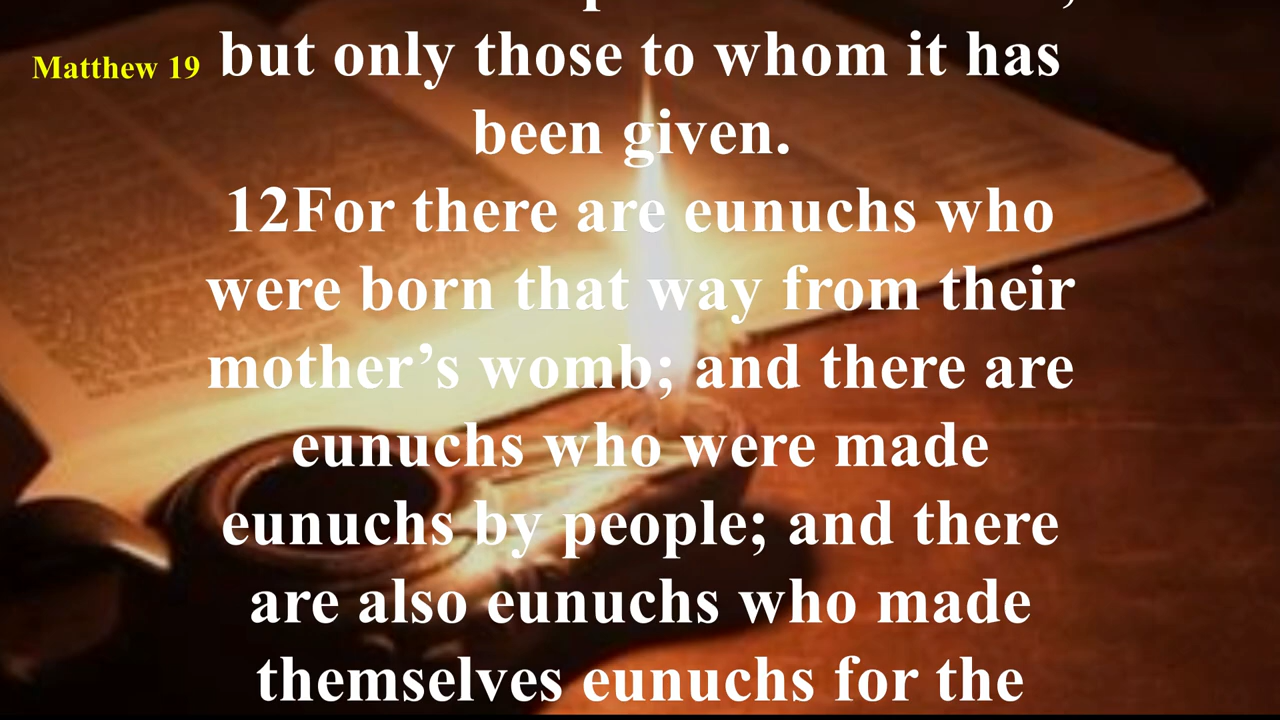 Matthew 19
but only those to whom it has
been given.
12For there are eunuchs who
were born that way from their
mother’s womb; and there are
eunuchs who were made
eunuchs by people; and there
are also eunuchs who made
themselves eunuchs for the